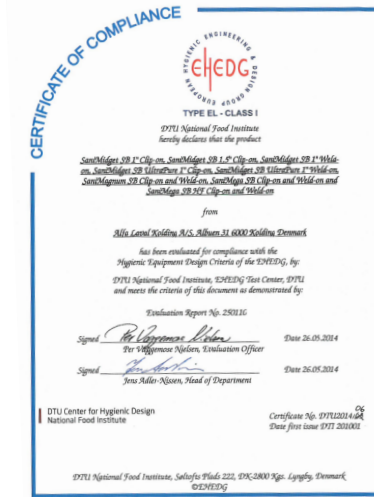 CERTIFICATE OF COMPLIANCE
HYGIENIC ENGINEERING & DESIGN GROUP EUROPEAN
EHEDG
TYPE EL - CLASS I
DTU National Food Institute
hereby declares that the product
SaniMidget SB 1" Clip-on, SaniMidget SB 1.5" Clip-on, SaniMidget SB 1" Weld-
on, SaniMidget SB UltraPure 1" Clip-on, SaniMidget SB UltraPure 1" Weld-on,
SaniMagnum SB Clip-on and Weld-on, SaniMega SB Clip-on and Weld-on and
SaniMega SB HF Clip-on and Weld-on
from
Alfa Laval Kolding A/S, Albuen 31 6000 Kolding Denmark
has been evaluated for compliance with the
Hygienic Equipment Design Criteria of the EHEDG, by:
DTU National Food Institute, EHEDG Test Center, DTU
and meets the criteria of this document as demonstrated by:
Evaluation Report No. 25011G
Signed Per Væggemose Nielsen Date 26.05.2014
Per Væggemose Nielsen, Evaluation Officer
Signed Date 26.05.2014
Jens Adler-Nissen, Head of Department
DTU Center for Hygienic Design
National Food Institute
06
Certificate No. DTU2014/
Date first issue DTI 201001
DTU National Food Institute, Søltofts Plads 222, DK-2800 Kgs. Lyngby, Denmark
©EHEDG